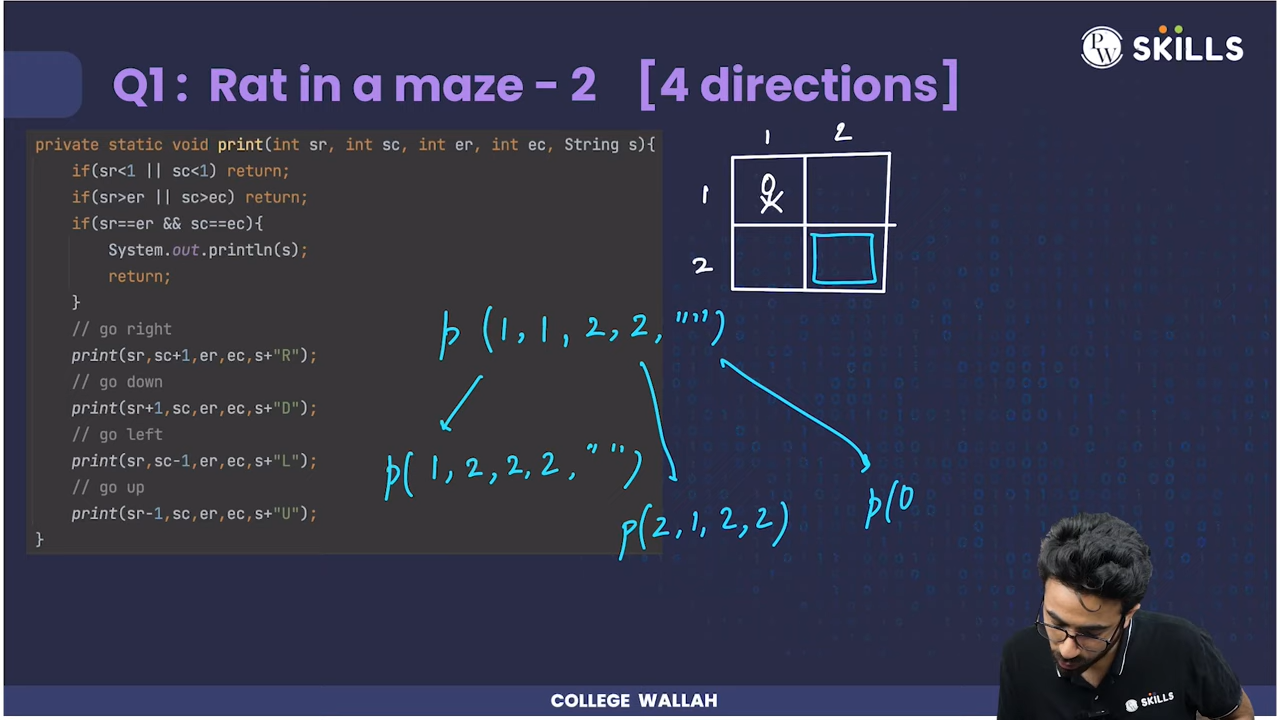 PW SKILLS
Q1 : Rat in a maze - 2 [4 directions]
private static void print(int sr, int sc, int er, int ec, String s){
if(sr<1 || sc<1) return;
if(sr>er || sc>ec) return;
if(sr==er && sc==ec){
System.out.println(s);
return;
}
// go right
print(sr,sc+1,er,ec,s+"R");
// go down
print(sr+1,sc,er,ec,s+"D");
// go left
print(sr,sc-1,er,ec,s+"L");
// go up
print(sr-1,sc,er,ec,s+"U");
}
1 2
1
2
p (1,1,2,2,"")
p(1,2,2,2,"")
p(2,1,2,2)
p(0
SKILLS
COLLEGE WALLAH